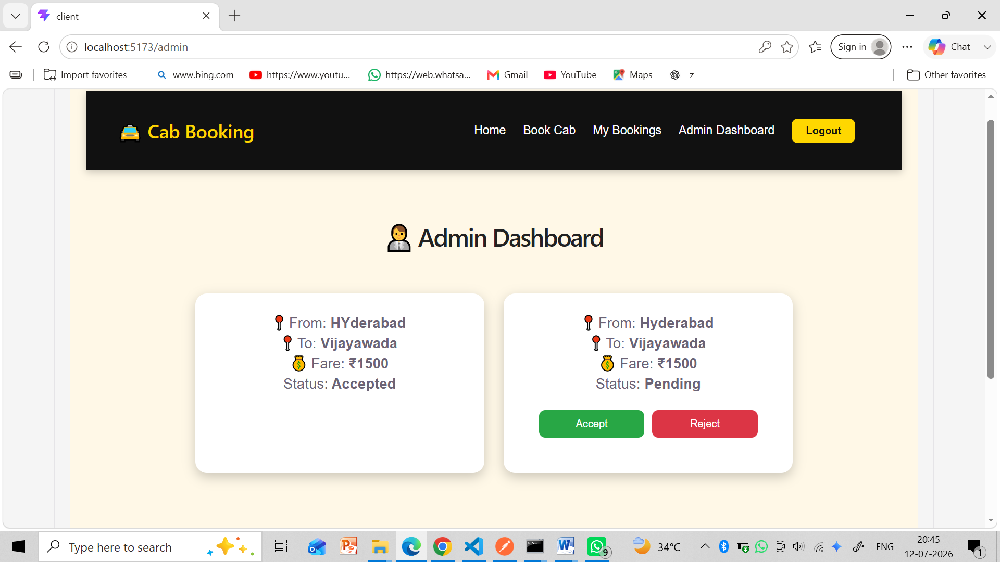 client
localhost:5173/admin
Sign in
Chat
Import favorites
www.bing.com
https://www.youtu...
https://web.whatsa...
Gmail
YouTube
Maps
-z
Other favorites
Cab Booking
Home
Book Cab
My Bookings
Admin Dashboard
Logout
Admin Dashboard
From: HYderabad
To: Vijayawada
Fare: ₹1500
Status: Accepted
From: Hyderabad
To: Vijayawada
Fare: ₹1500
Status: Pending
Accept
Reject
Type here to search
9
34°C
ENG
20:45
12-07-2026
1